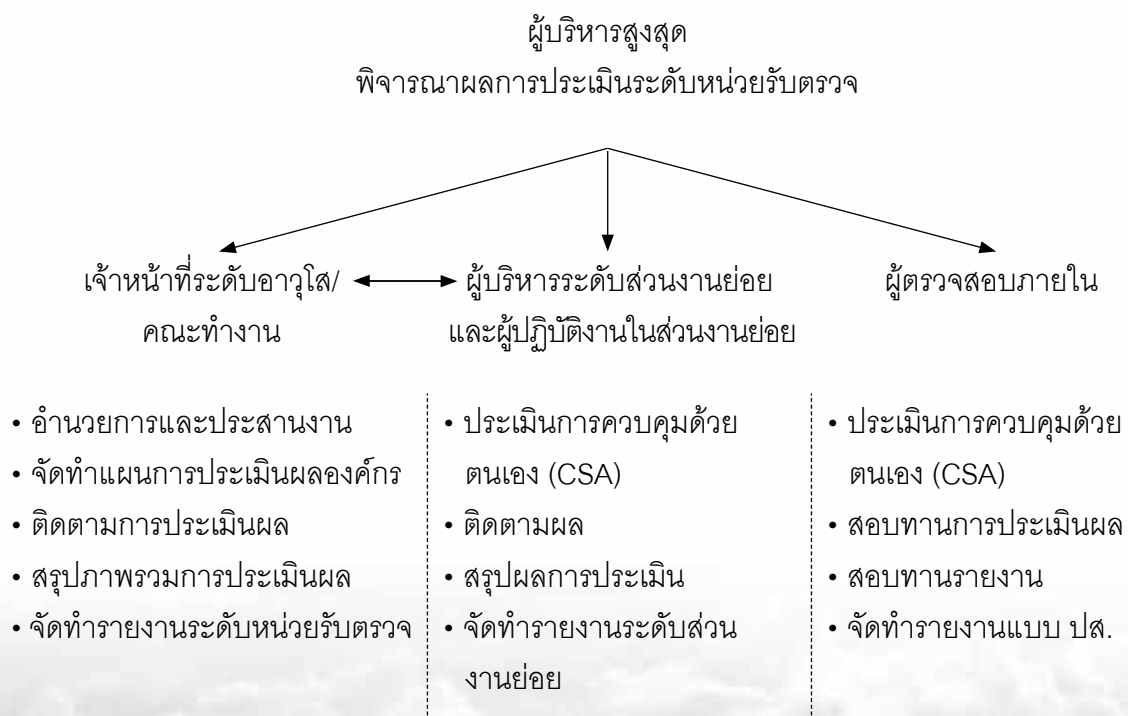 ผู้บริหารสูงสุด
พิจารณาผลการประเมินระดับหน่วยรับตรวจ
เจ้าหน้าที่ระดับอาวุโส/
คณะทำงาน
ผู้บริหารระดับส่วนงานย่อย
และผู้ปฏิบัติงานในส่วนงานย่อย
ผู้ตรวจสอบภายใน
• อำนวยการและประสานงาน
• จัดทำแผนการประเมินผลองค์กร
• ติดตามการประเมินผล
• สรุปภาพรวมการประเมินผล
• จัดทำรายงานระดับหน่วยรับตรวจ
• ประเมินการควบคุมด้วย
ตนเอง (CSA)
• ติดตามผล
• สรุปผลการประเมิน
• จัดทำรายงานระดับส่วน
งานย่อย
• ประเมินการควบคุมด้วย
ตนเอง (CSA)
• สอบทานการประเมินผล
• สอบทานรายงาน
• จัดทำรายงานแบบ ปส.